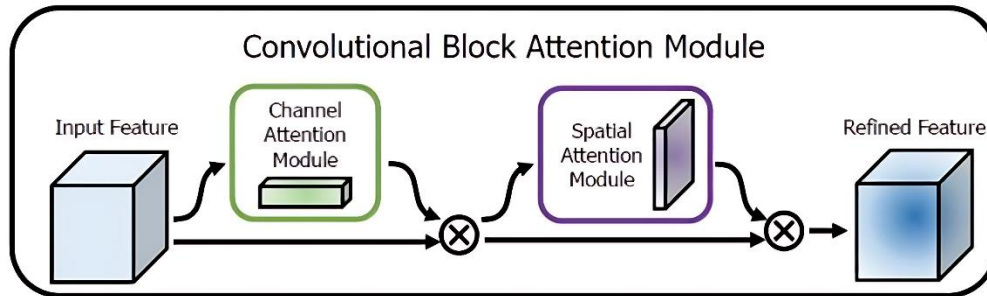 Convolutional Block Attention Module
Input Feature
Channel
Attention
Module
Spatial
Attention
Module
Refined Feature